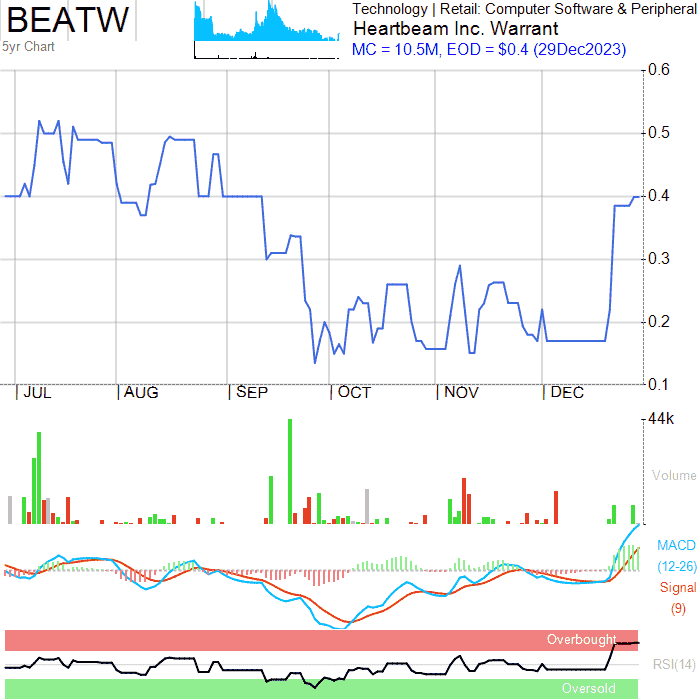 BEATW
5yr Chart
Technology | Retail: Computer Software & Peripheral
Heartbeam Inc. Warrant
MC = 10.5M, EOD = $0.4 (29Dec2023)
0.6
0.5
0.4
0.3
0.2
0.1
JUL AUG SEP OCT NOV DEC
44k
Volume
MACD
(12-26)
Signal
(9)
Overbought
RSI(14)
Oversold